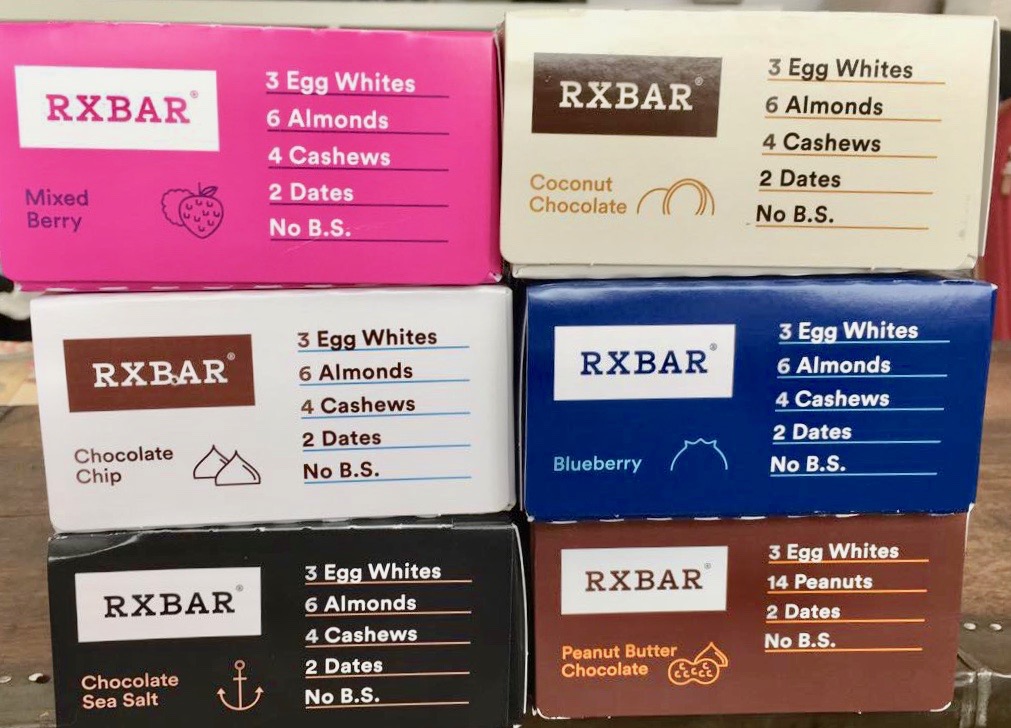 RXBAR®
Mixed
Berry
3 Egg Whites
6 Almonds
4 Cashews
2 Dates
No B.S.
RXBAR®
Coconut
Chocolate
3 Egg Whites
6 Almonds
4 Cashews
2 Dates
No B.S.
RXBAR®
Chocolate
Chip
3 Egg Whites
6 Almonds
4 Cashews
2 Dates
No B.S.
RXBAR®
Blueberry
3 Egg Whites
6 Almonds
4 Cashews
2 Dates
No B.S.
RXBAR®
Chocolate
Sea Salt
3 Egg Whites
6 Almonds
4 Cashews
2 Dates
No B.S.
RXBAR®
Peanut Butter
Chocolate
3 Egg Whites
14 Peanuts
2 Dates
No B.S.